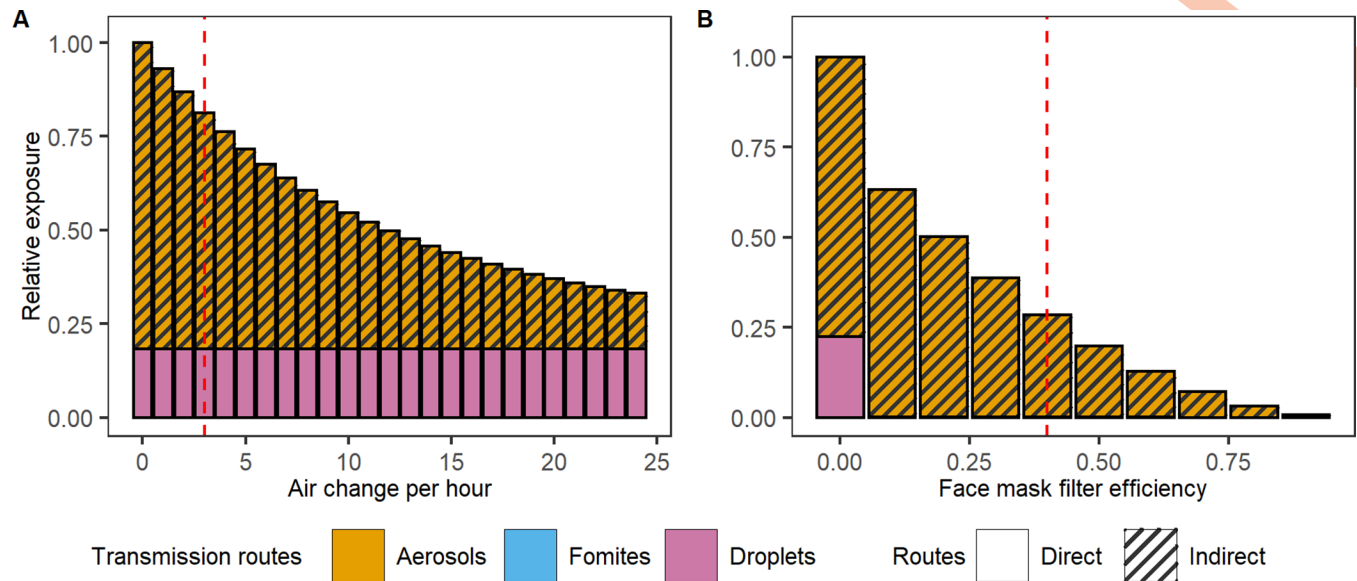 A
B
Relative exposure
1.00
0.75
0.50
0.25
0.00
0 5 10 15 20 25
Air change per hour
1.00
0.75
0.50
0.25
0.00
0.00 0.25 0.50 0.75
Face mask filter efficiency
Transmission routes Aerosols Fomites Droplets Routes Direct Indirect